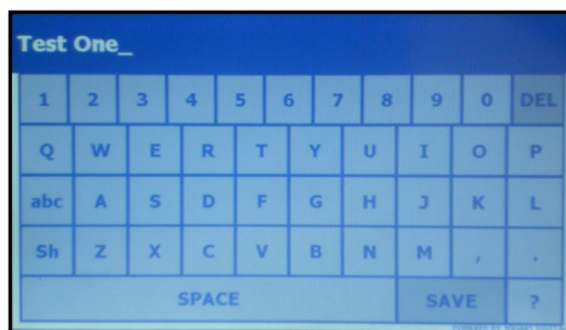 Test One_
1 2 3 4 5 6 7 8 9 0 DEL
Q W E R T Y U I O P
abc A S D F G H J K L
Sh Z X C V B N M , .
SPACE SAVE ?